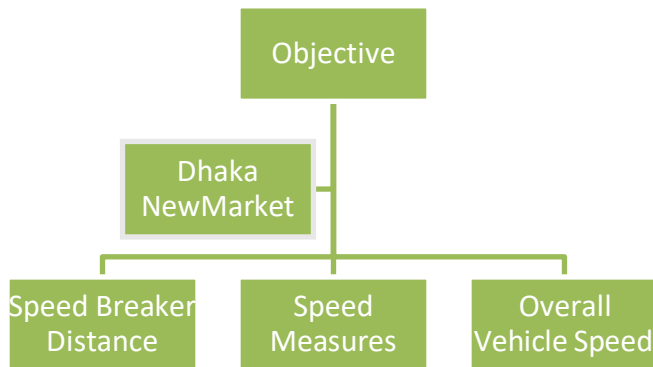 Objective
Dhaka
NewMarket
Speed Breaker
Distance
Speed
Measures
Overall
Vehicle Speed